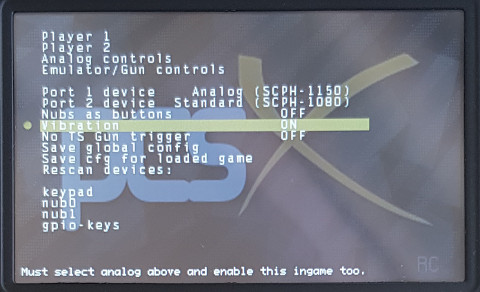 Player 1
Player 2
Analog controls
Emulator/Gun controls
Port 1 device Analog (SCPH-1150)
Port 2 device Standard (SCPH-1080)
Nubs as buttons OFF
Vibration ON
No TS Gun trigger OFF
Save global config
Save cfg for loaded game
Rescan devices:
keypad
nub0
nub1
gpio-keys
pcsX
RC
Must select analog above and enable this ingame too.